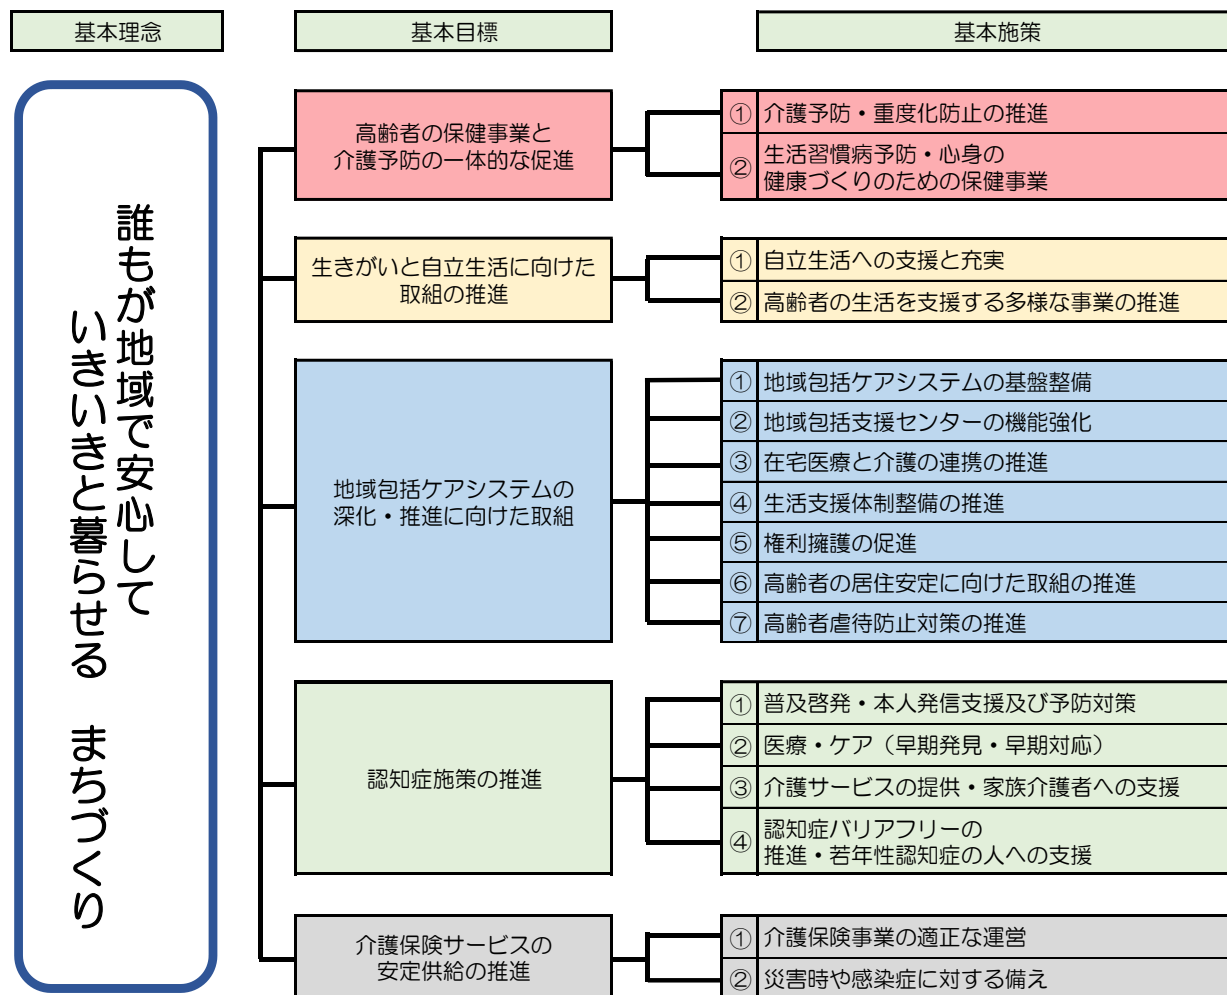 基本理念
基本目標
基本施策
誰もが地域で安心して
いきいきと暮らせる　まちづくり
高齢者の保健事業と
介護予防の一体的な促進
① 介護予防・重度化防止の推進
② 生活習慣病予防・心身の
健康づくりのための保健事業
生きがいと自立生活に向けた
取組の推進
① 自立生活への支援と充実
② 高齢者の生活を支援する多様な事業の推進
地域包括ケアシステムの
深化・推進に向けた取組
① 地域包括ケアシステムの基盤整備
② 地域包括支援センターの機能強化
③ 在宅医療と介護の連携の推進
④ 生活支援体制整備の推進
⑤ 権利擁護の促進
⑥ 高齢者の居住安定に向けた取組の推進
⑦ 高齢者虐待防止対策の推進
認知症施策の推進
① 普及啓発・本人発信支援及び予防対策
② 医療・ケア（早期発見・早期対応）
③ 介護サービスの提供・家族介護者への支援
④ 認知症バリアフリーの
推進・若年性認知症の人への支援
介護保険サービスの
安定供給の推進
① 介護保険事業の適正な運営
② 災害時や感染症に対する備え